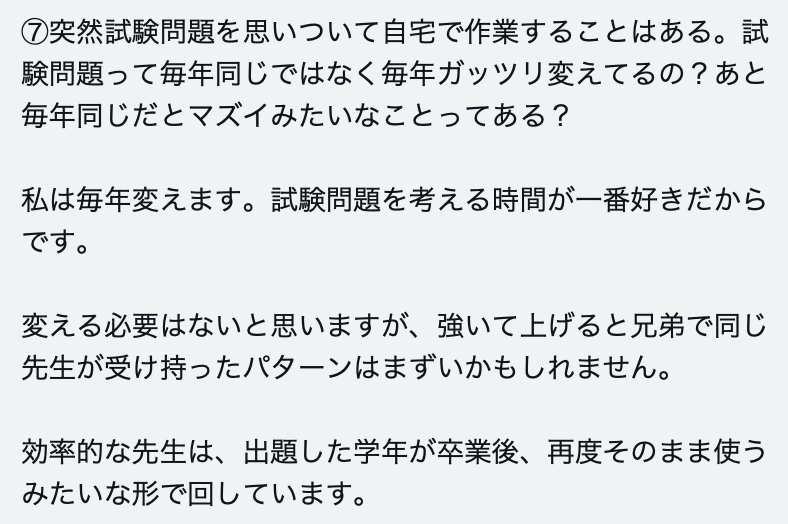 ⑦突然試験問題を思いついて自宅で作業することはある。試
験問題って毎年同じではなく毎年ガッツリ変えてるの？あと
毎年同じだとマズイみたいなことってある？
私は毎年変えます。試験問題を考える時間が一番好きだから
です。
変える必要はないと思いますが、強いて上げると兄弟で同じ
先生が受け持ったパターンはまずいかもしれません。
効率的な先生は、出題した学年が卒業後、再度そのまま使う
みたいな形で回しています。